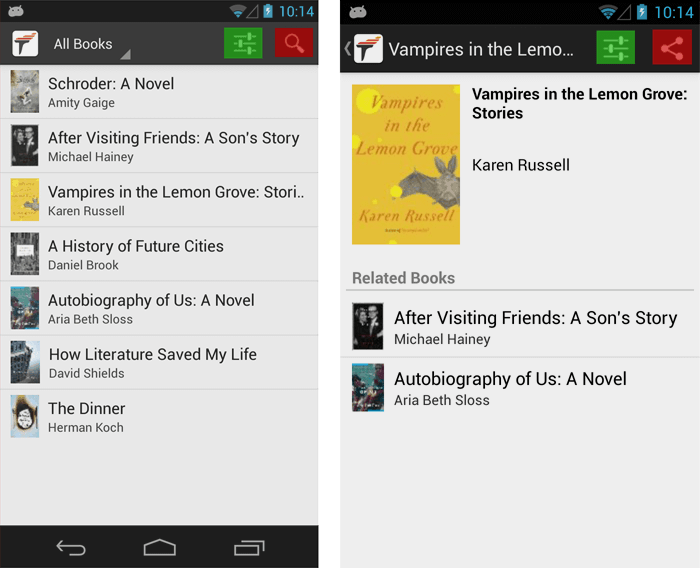 10:14
All Books
Schroder: A Novel
Amity Gaige
After Visiting Friends: A Son's Story
Michael Hainey
Vampires in the Lemon Grove: Stori..
Karen Russell
A History of Future Cities
Daniel Brook
Autobiography of Us: A Novel
Aria Beth Sloss
How Literature Saved My Life
David Shields
The Dinner
Herman Koch
10:14
Vampires in the Lemo...
Vampires
in the
Lemon Grove
Karen Russell
Vampires in the Lemon Grove:
Stories
Karen Russell
Related Books
After Visiting Friends: A Son's Story
Michael Hainey
Autobiography of Us: A Novel
Aria Beth Sloss